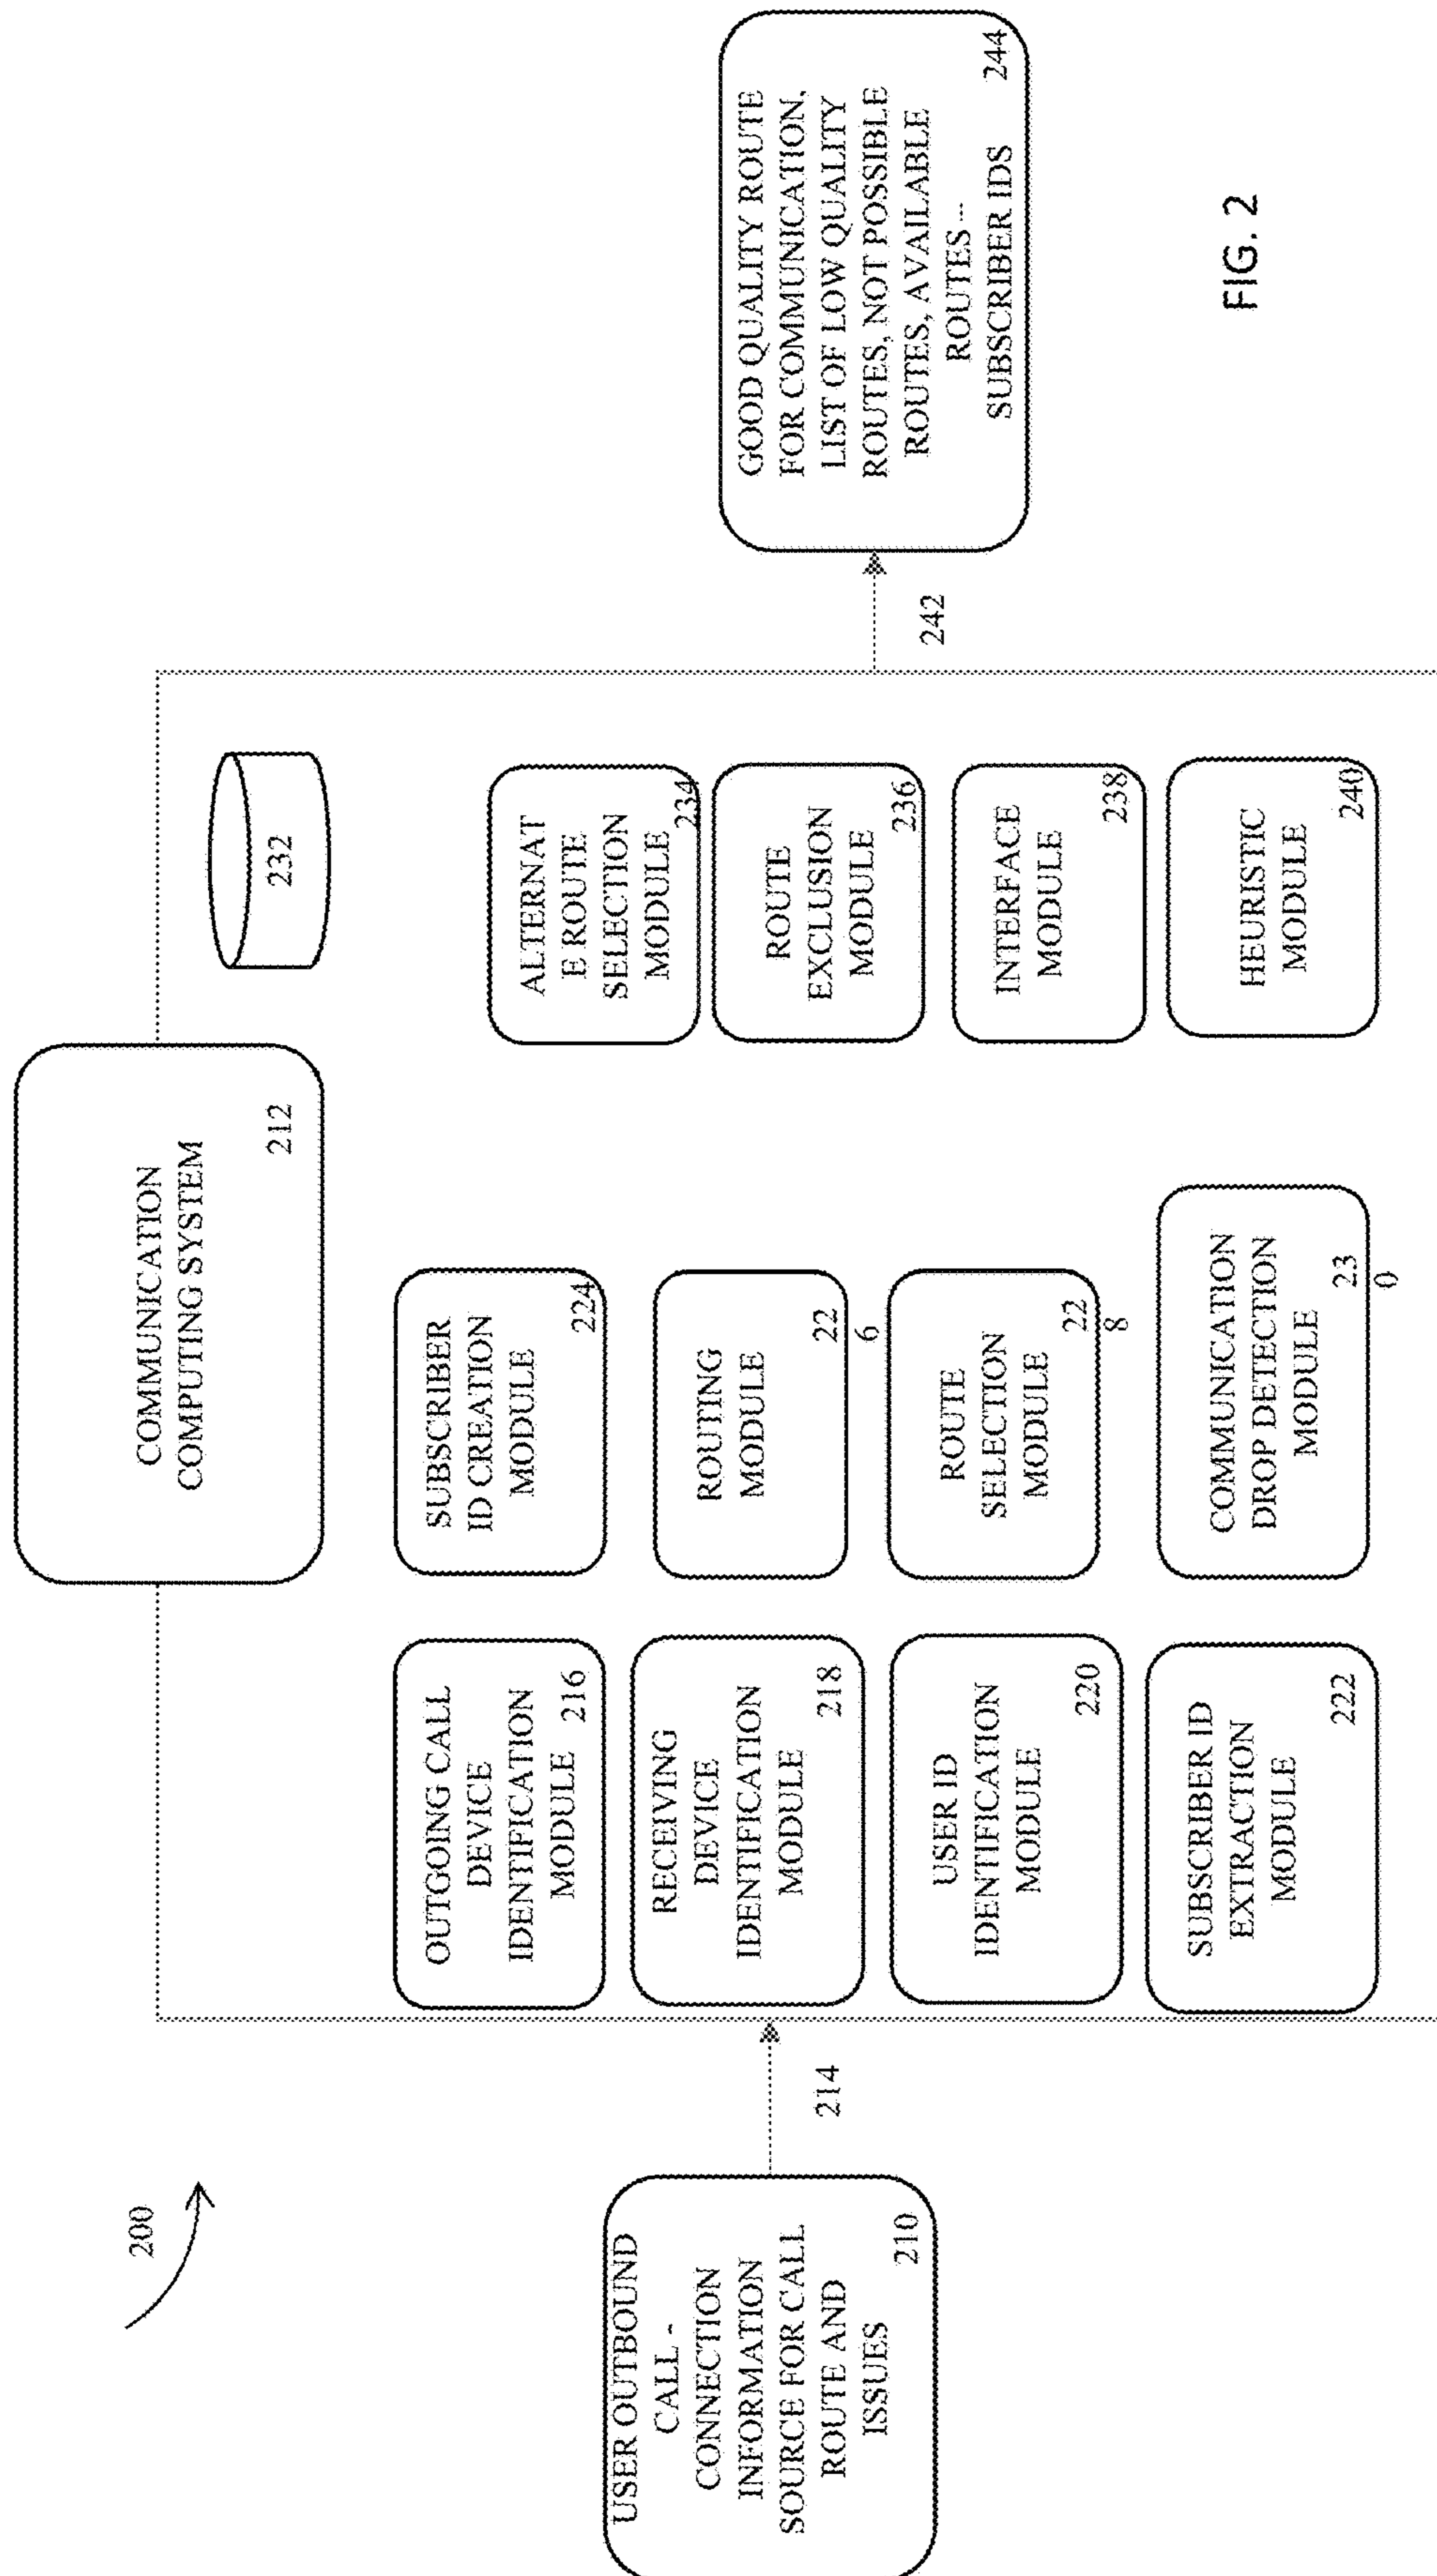 200
COMMUNICATION
COMPUTING SYSTEM
212
232
USER OUTBOUND
CALL -
CONNECTION
INFORMATION
SOURCE FOR CALL
ROUTE AND
ISSUES
210
214
OUTGOING CALL
DEVICE
IDENTIFICATION
MODULE
216
RECEIVING
DEVICE
IDENTIFICATION
MODULE
218
USER ID
IDENTIFICATION
MODULE
220
SUBSCRIBER ID
EXTRACTION
MODULE
222
SUBSCRIBER
ID CREATION
MODULE
224
ROUTING
MODULE
22
6
ROUTE
SELECTION
MODULE
22
8
COMMUNICATION
DROP DETECTION
MODULE
23
0
ALTERNAT
E ROUTE
SELECTION
MODULE
234
ROUTE
EXCLUSION
MODULE
236
INTERFACE
MODULE
238
HEURISTIC
MODULE
240
242
GOOD QUALITY ROUTE
FOR COMMUNICATION,
LIST OF LOW QUALITY
ROUTES, NOT POSSIBLE
ROUTES, AVAILABLE
ROUTES--
SUBSCRIBER IDS
244
FIG. 2